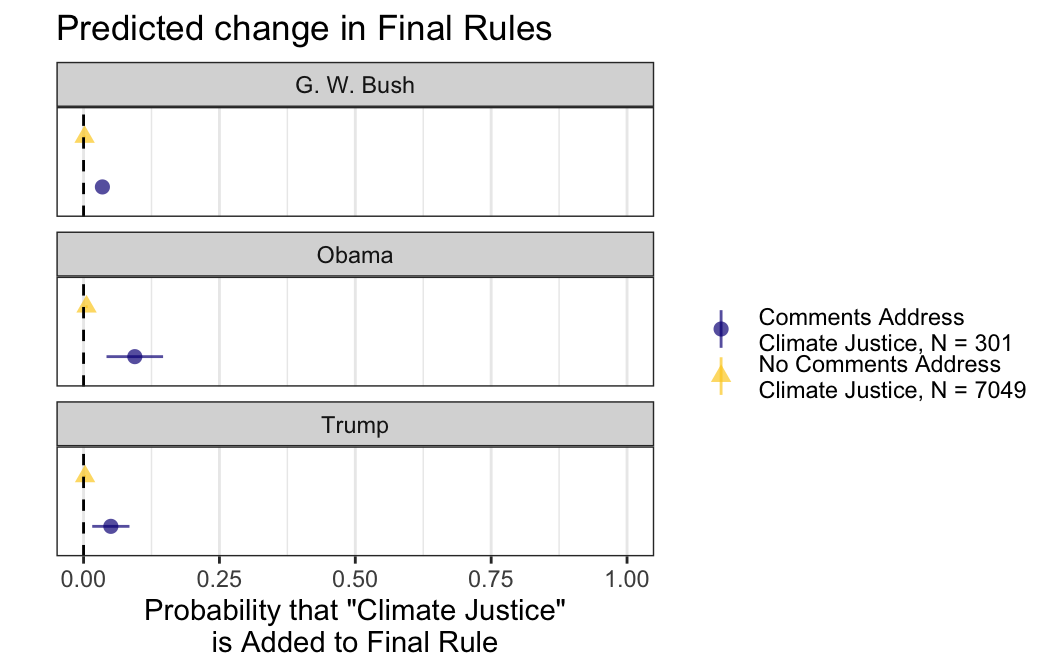 Predicted change in Final Rules
G. W. Bush
Obama
Trump
0.00 0.25 0.50 0.75 1.00
Probability that "Climate Justice"
is Added to Final Rule
Comments Address
Climate Justice, N = 301
No Comments Address
Climate Justice, N = 7049